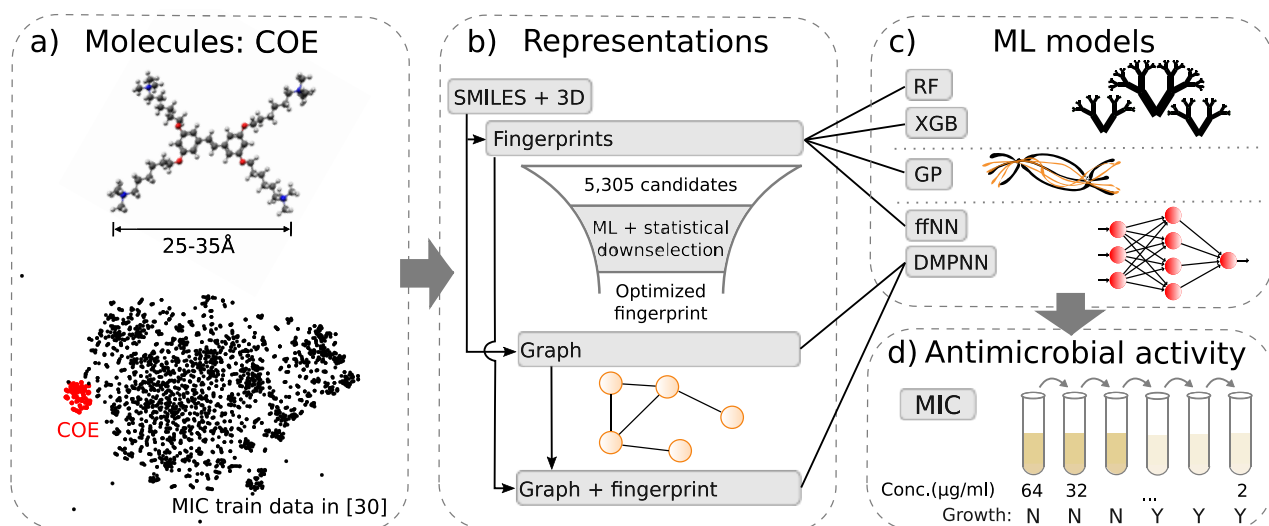 a) Molecules: COE
25-35Å
COE
MIC train data in [30]
b) Representations
SMILES + 3D
Fingerprints
5,305 candidates
ML + statistical
downselection
Optimized
fingerprint
Graph
Graph + fingerprint
c) ML models
RF
XGB
GP
ffNN
DMPNN
d) Antimicrobial activity
MIC
Conc.(μg/ml) 64 32 ... 2
Growth: N N N Y Y Y